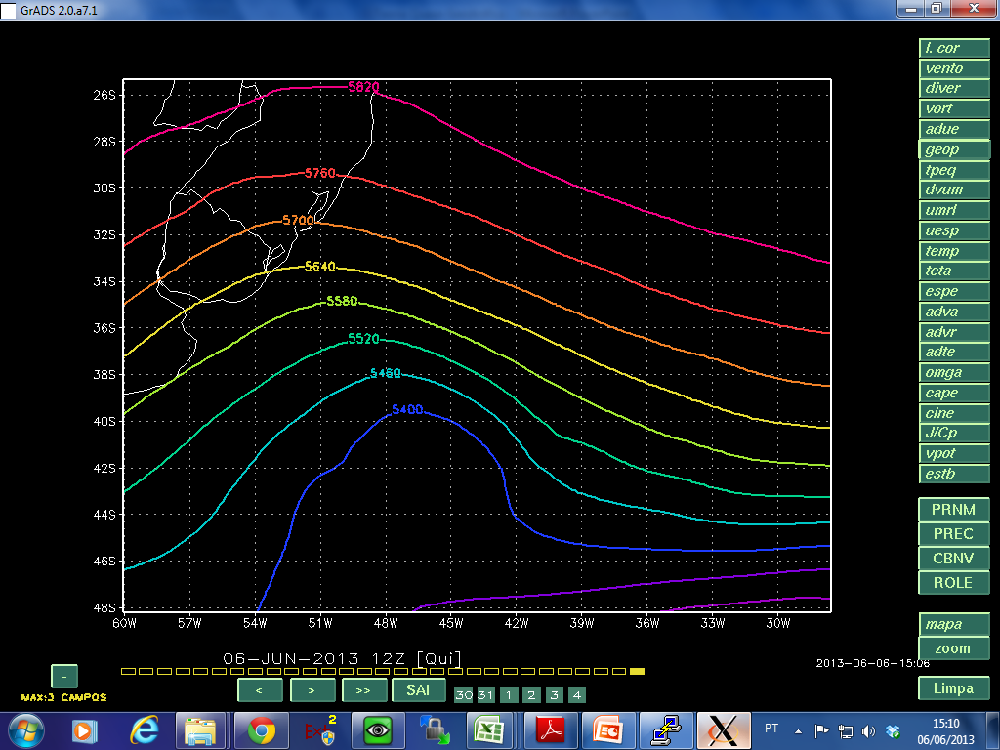 GrADS 2.0.a7.1
l. cor
vento
diver
vort
adue
geop
tpeq
dvum
umrl
uesp
temp
teta
espe
adva
advr
adte
omga
cape
cine
J/Cp
vpot
estb
PRNM
PREC
CBNV
ROLE
mapa
zoom
Limpa
26S
28S
30S
32S
34S
36S
38S
40S
42S
44S
46S
48S
5820
5760
5700
5640
5580
5520
5460
5400
60W 57W 54W 51W 48W 45W 42W 39W 36W 33W 30W
06-JUN-2013 12Z [Qui]
2013-06-06-15:06
-
MAX:3 CAMPOS
< > >> SAI 30 31 1 2 3 4
Ext 2
PT
15:10
06/06/2013